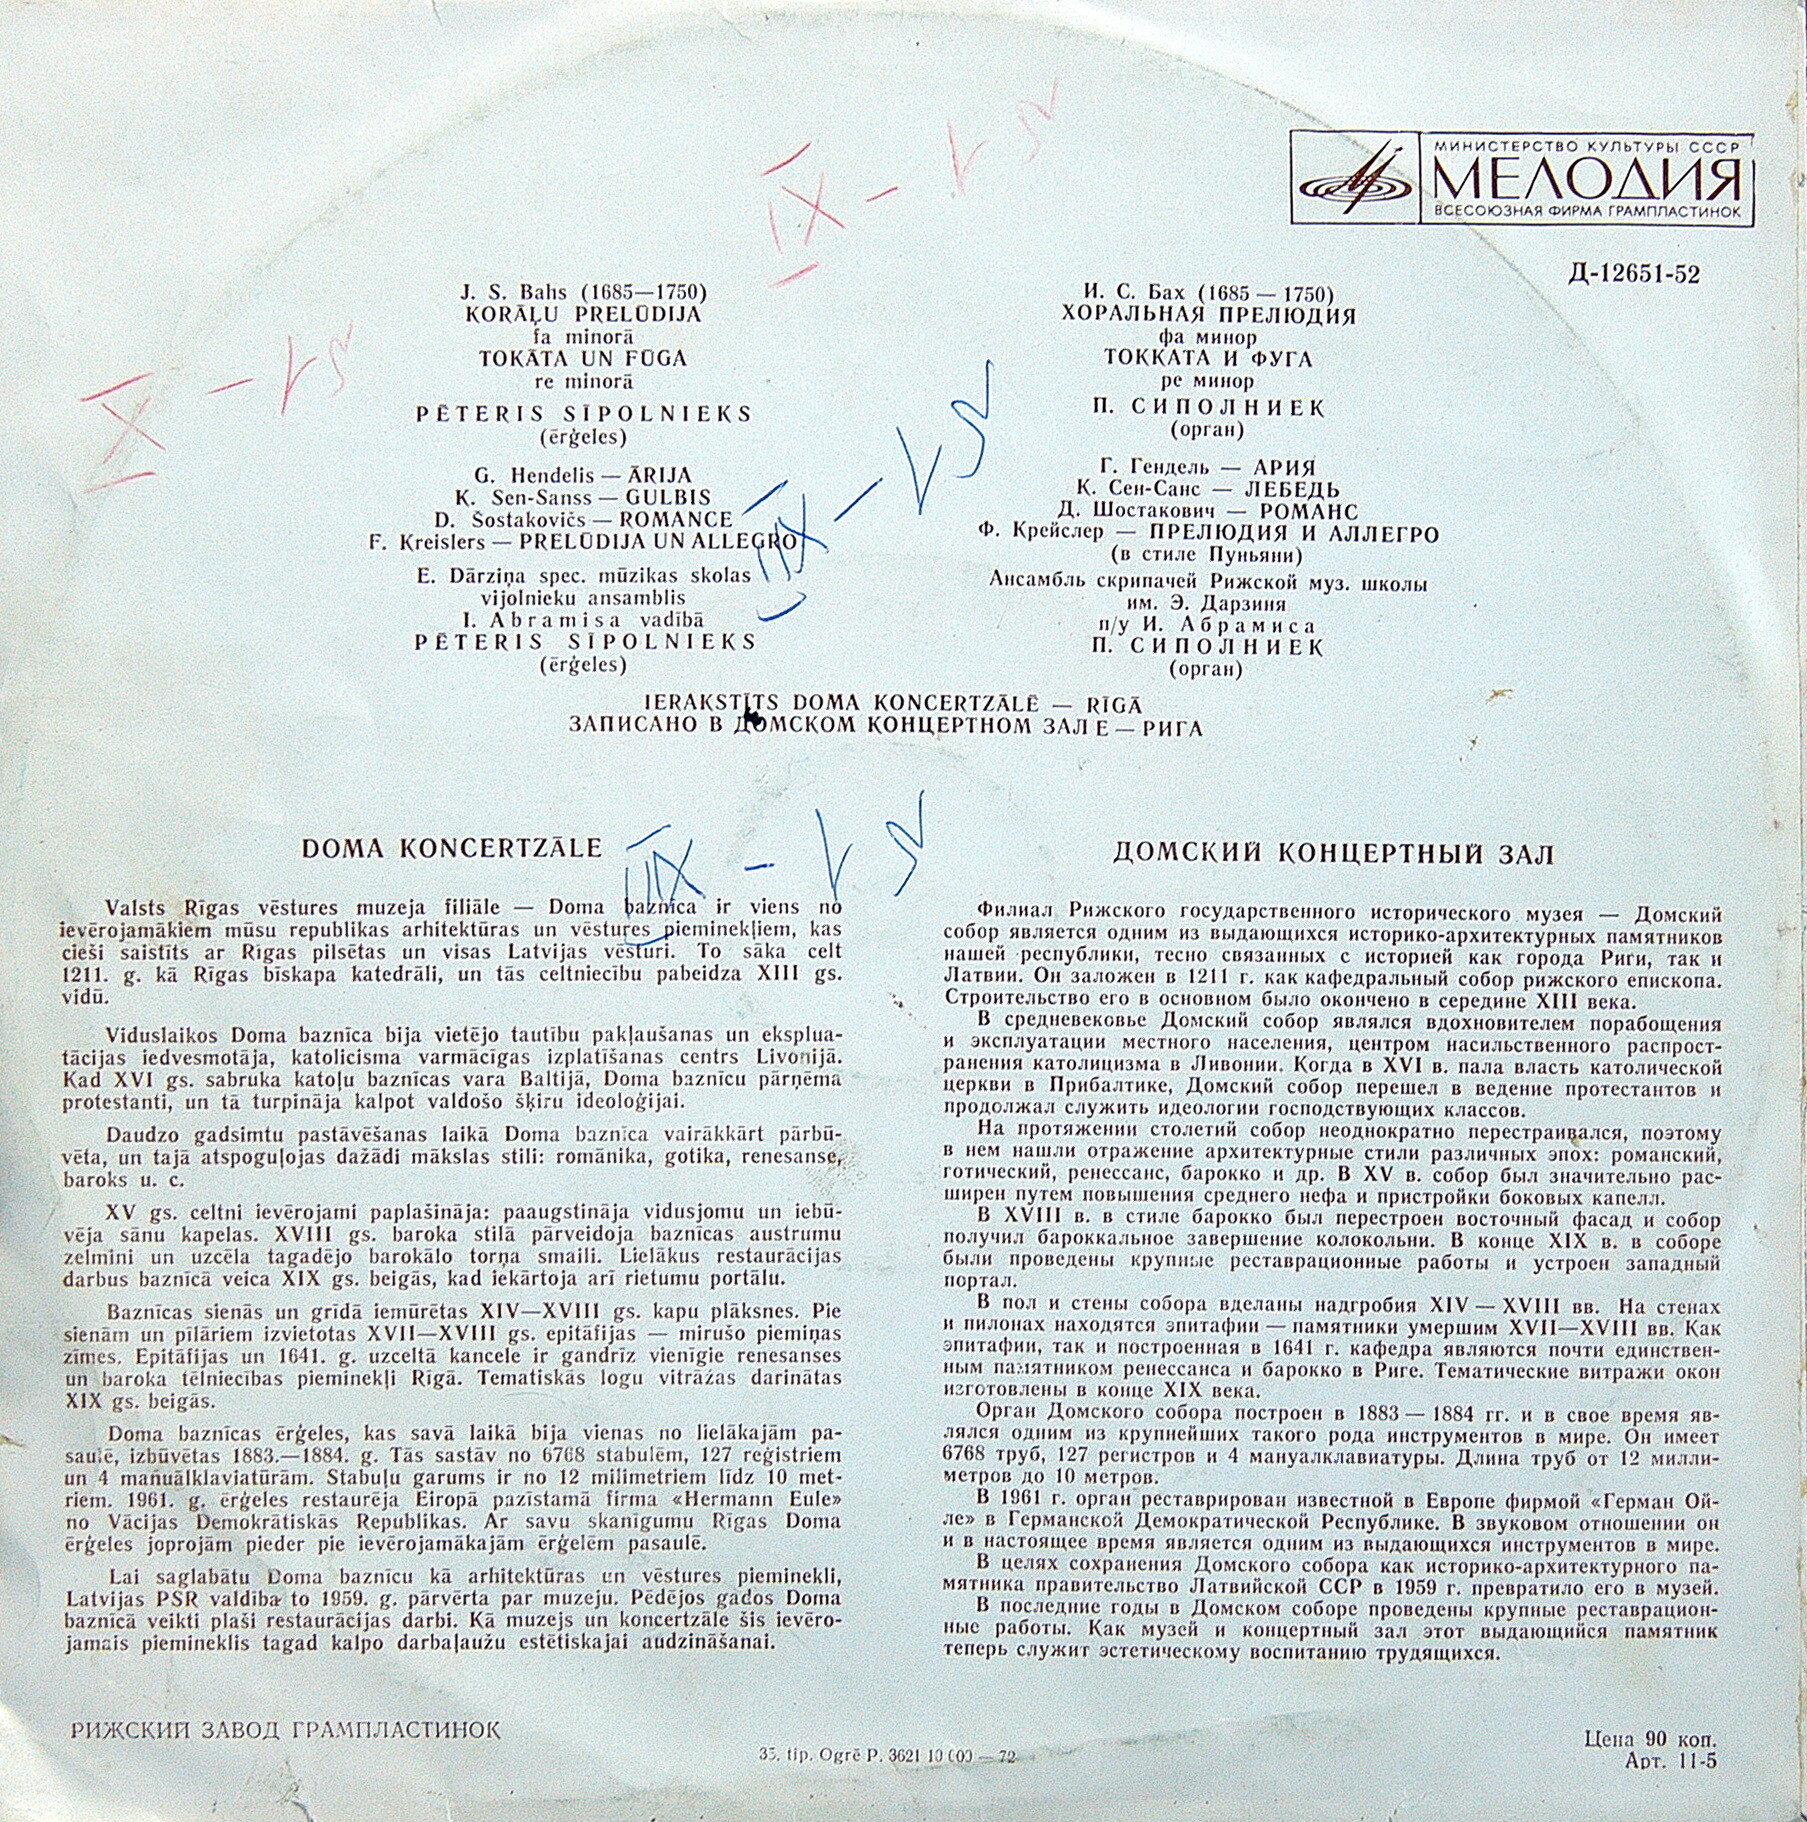 МИНИСТЕРСТВО КУЛЬТУРЫ СССР
МЕЛОДИЯ
ВСЕСОЮЗНАЯ ФИРМА ГРАМПЛАСТИНОК
Д-12651-52
J. S. Bahs (1685—1750)
KORĀĻU PRELŪDIJA
fa minorā
TOKĀTA UN FŪGA
re minorā
PĒTERIS SĪPOLNIEKS
(ērģeles)
G. Hendelis — ĀRIJA
K. Sen-Sanss — GULBIS
D. Šostakovičs — ROMANCE
F. Kreislers — PRELŪDIJA UN ALLEGRO
E. Dārziņa spec. mūzikas skolas
vijolnieku ansamblis
I. Abramisa vadībā
PĒTERIS SĪPOLNIEKS
(ērģeles)
И. С. Бах (1685 — 1750)
ХОРАЛЬНАЯ ПРЕЛЮДИЯ
фа минор
ТОККАТА И ФУГА
ре минор
П. СИПОЛНИЕК
(орган)
Г. Гендель — АРИЯ
К. Сен-Санс — ЛЕБЕДЬ
Д. Шостакович — РОМАНС
Ф. Крейслер — ПРЕЛЮДИЯ И АЛЛЕГРО
(в стиле Пуньяни)
Ансамбль скрипачей Рижской муз. школы
им. Э. Дарзиня
п/у И. Абрамиса
П. СИПОЛНИЕК
(орган)
IERAKSTĪTS DOMA KONCERTZĀLĒ — RĪGĀ
ЗАПИСАНО В ДОМСКОМ КОНЦЕРТНОМ ЗАЛЕ — РИГА
DOMA KONCERTZĀLE
Valsts Rīgas vēstures muzeja filiāle — Doma baznīca ir viens no
ievērojamākiem mūsu republikas arhitektūras un vēstures pieminekļiem, kas
cieši saistīts ar Rīgas pilsētas un visas Latvijas vēsturi. To sāka celt
1211. g. kā Rīgas bīskapa katedrāli, un tās celtniecību pabeidza XIII gs.
vidū.
Viduslaikos Doma baznīca bija vietējo tautību pakļaušanas un eksplua-
tācijas iedvesmotāja, katolicisma varmācīgas izplatīšanas centrs Livonijā.
Kad XVI gs. sabruka katoļu baznīcas vara Baltijā, Doma baznīcu pārņēma
protestanti, un tā turpināja kalpot valdošo šķiru ideoloģijai.
Daudzo gadsimtu pastāvēšanas laikā Doma baznīca vairākkārt pārbū-
vēta, un tajā atspoguļojas dažādi mākslas stili: romānika, gotika, renesanse,
baroks u. c.
XV gs. celtni ievērojami paplašināja: paaugstināja vidusjomu un iebū-
vēja sānu kapelas. XVIII gs. baroka stilā pārveidoja baznīcas austrumu
zelmini un uzcēla tagadējo barokālo torņa smaili. Lielākus restaurācijas
darbus baznīcā veica XIX gs. beigās, kad iekārtoja arī rietumu portālu.
Baznīcas sienās un grīdā iemūrētas XIV—XVIII gs. kapu plāksnes. Pie
sienām un pīlāriem izvietotas XVII—XVIII gs. epitāfijas — mirušo piemiņas
zīmes. Epitāfijas un 1641. g. uzceltā kancele ir gandrīz vienīgie renesanses
un baroka tēlniecības pieminekļi Rīgā. Tematiskās logu vitrāžas darinātas
XIX gs. beigās.
Doma baznīcas ērģeles, kas savā laikā bija vienas no lielākajām pa-
saulē, izbūvētas 1883.—1884. g. Tās sastāv no 6768 stabulēm, 127 reģistriem
un 4 manuālklaviatūrām. Stabuļu garums ir no 12 milimetriem līdz 10 met-
riem. 1961. g. ērģeles restaurēja Eiropā pazīstamā firma «Hermann Eule»
no Vācijas Demokrātiskās Republikas. Ar savu skanīgumu Rīgas Doma
ērģeles joprojām pieder pie ievērojamākajām ērģelēm pasaulē.
Lai saglabātu Doma baznīcu kā arhitektūras un vēstures pieminekli,
Latvijas PSR valdība to 1959. g. pārvērta par muzeju. Pēdējos gados Doma
baznīcā veikti plaši restaurācijas darbi. Kā muzejs un koncertzāle šis ievēro-
jamais piemineklis tagad kalpo darbaļaužu estētiskajai audzināšanai.
ДОМСКИЙ КОНЦЕРТНЫЙ ЗАЛ
Филиал Рижского государственного исторического музея — Домский
собор является одним из выдающихся историко-архитектурных памятников
нашей республики, тесно связанных с историей как города Риги, так и
Латвии. Он заложен в 1211 г. как кафедральный собор рижского епископа.
Строительство его в основном было окончено в середине XIII века.
В средневековье Домский собор являлся вдохновителем порабощения
и эксплуатации местного населения, центром насильственного распрост-
ранения католицизма в Ливонии. Когда в XVI в. пала власть католической
церкви в Прибалтике, Домский собор перешел в ведение протестантов и
продолжал служить идеологии господствующих классов.
На протяжении столетий собор неоднократно перестраивался, поэтому
в нем нашли отражение архитектурные стили различных эпох: романский,
готический, ренессанс, барокко и др. В XV в. собор был значительно рас-
ширен путем повышения среднего нефа и пристройки боковых капелл.
В XVIII в. в стиле барокко был перестроен восточный фасад и собор
получил бароккальное завершение колокольни. В конце XIX в. в соборе
были проведены крупные реставрационные работы и устроен западный
портал.
В пол и стены собора вделаны надгробия XIV — XVIII вв. На стенах
и пилонах находятся эпитафии — памятники умершим XVII—XVIII вв. Как
эпитафии, так и построенная в 1641 г. кафедра являются почти единствен-
ным памятником ренессанса и барокко в Риге. Тематические витражи окон
изготовлены в конце XIX века.
Орган Домского собора построен в 1883 — 1884 гг. и в свое время яв-
лялся одним из крупнейших такого рода инструментов в мире. Он имеет
6768 труб, 127 регистров и 4 мануалклавиатуры. Длина труб от 12 милли-
метров до 10 метров.
В 1961 г. орган реставрирован известной в Европе фирмой «Герман Ой-
ле» в Германской Демократической Республике. В звуковом отношении он
и в настоящее время является одним из выдающихся инструментов в мире.
В целях сохранения Домского собора как историко-архитектурного па-
мятника правительство Латвийской ССР в 1959 г. превратило его в музей.
В последние годы в Домском соборе проведены крупные реставрацион-
ные работы. Как музей и концертный зал этот выдающийся памятник
теперь служит эстетическому воспитанию трудящихся.
РИЖСКИЙ ЗАВОД ГРАМПЛАСТИНОК
35. tip. Ogrē P. 3621 10 000 — 72
Цена 90 коп.
Арт. 11-5